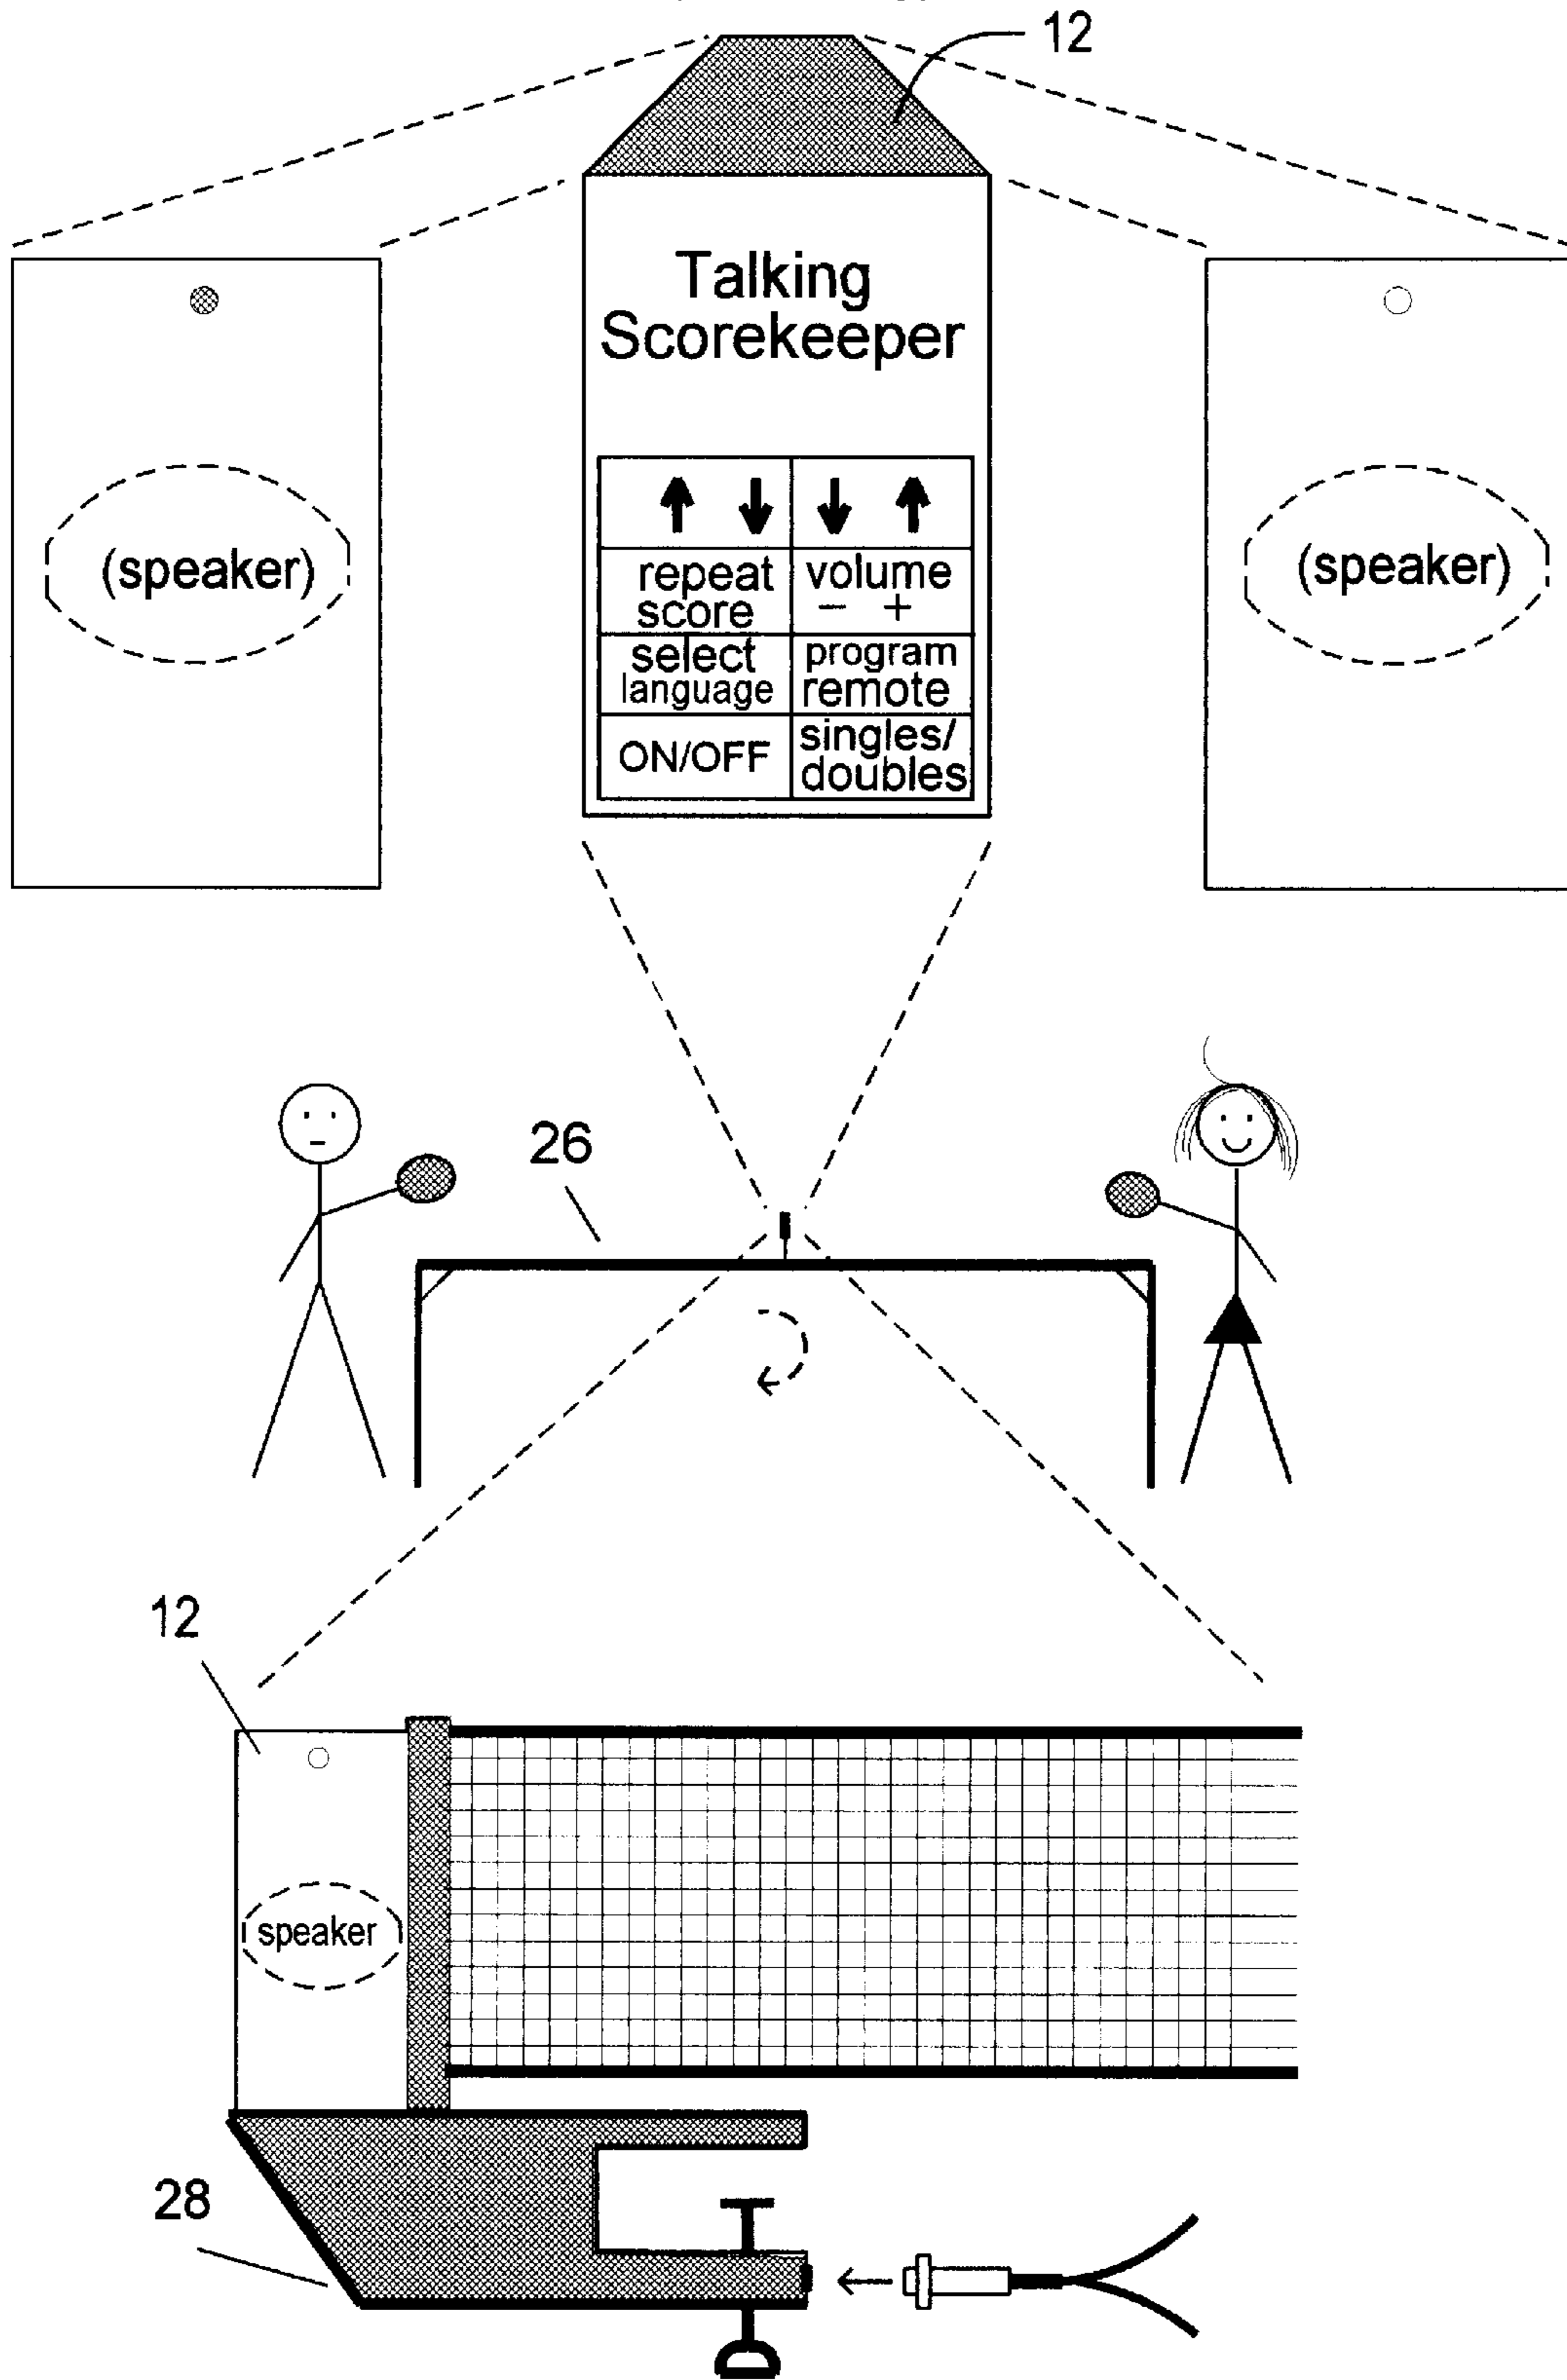 12
Talking
Scorekeeper
(speaker)
(speaker)
repeat
score
volume
– +
select
language
program
remote
ON/OFF
singles/
doubles
26
12
speaker
28